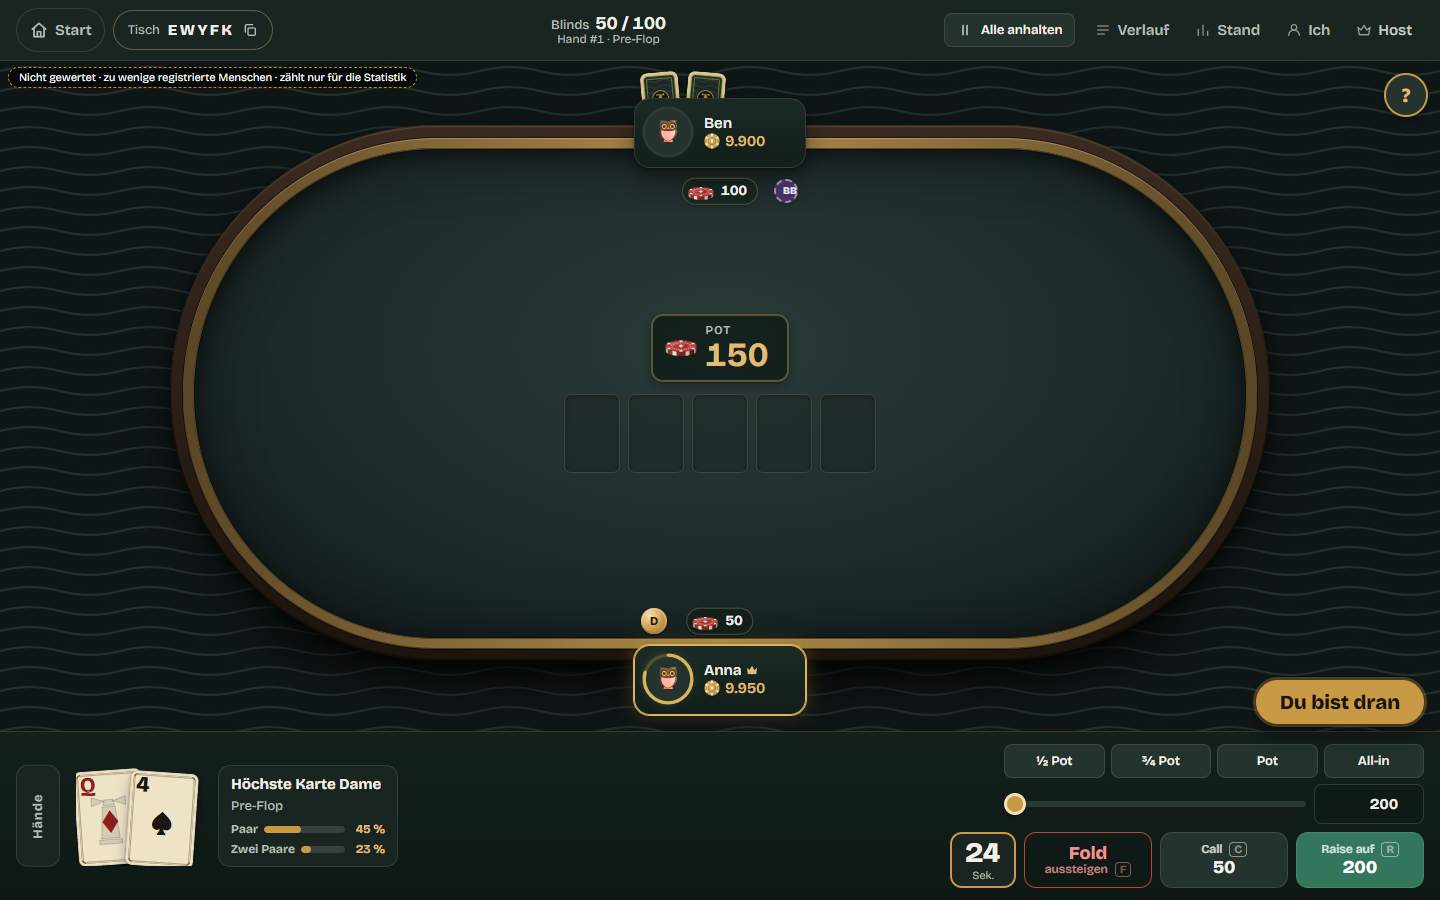 Start
Tisch EWYFK
Blinds 50 / 100
Hand #1 · Pre-Flop
Alle anhalten
Verlauf
Stand
Ich
Host
Nicht gewertet · zu wenige registrierte Menschen · zählt nur für die Statistik
?
Ben
9.900
100
BB
POT
150
D
50
Anna
9.950
Du bist dran
Hände
Q
4
Höchste Karte Dame
Pre-Flop
Paar 45 %
Zwei Paare 23 %
½ Pot
¾ Pot
Pot
All-in
200
24
Sek.
Fold
aussteigen F
Call C
50
Raise auf R
200